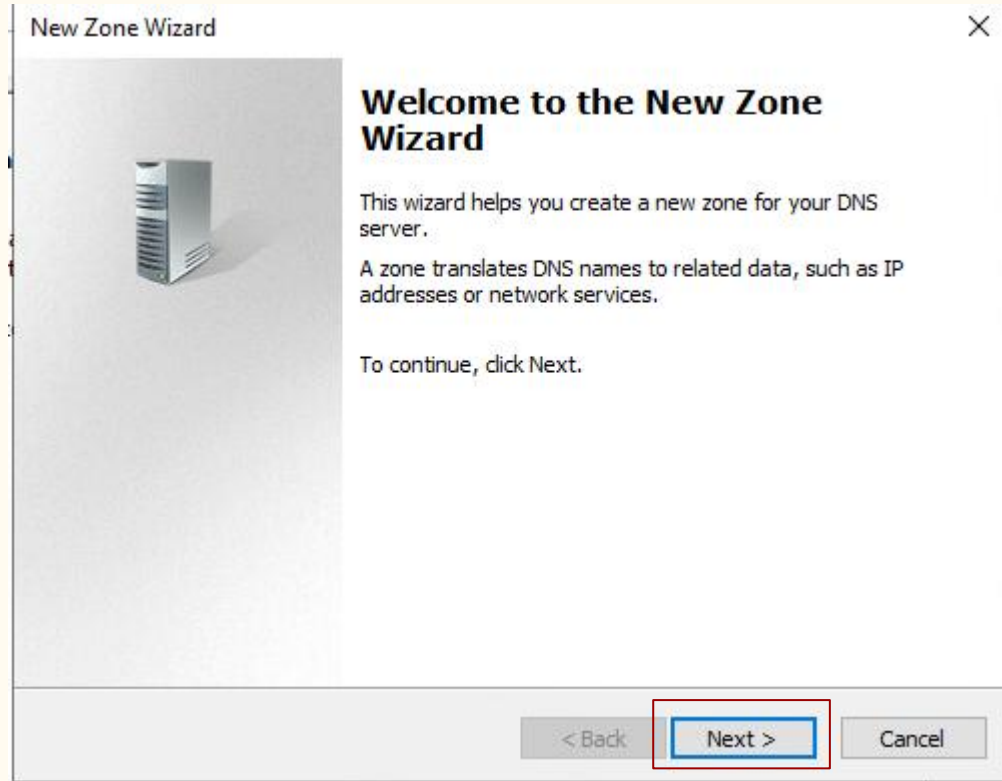 New Zone Wizard
Welcome to the New Zone
Wizard
This wizard helps you create a new zone for your DNS
server.
A zone translates DNS names to related data, such as IP
addresses or network services.
To continue, click Next.
< Back Next > Cancel